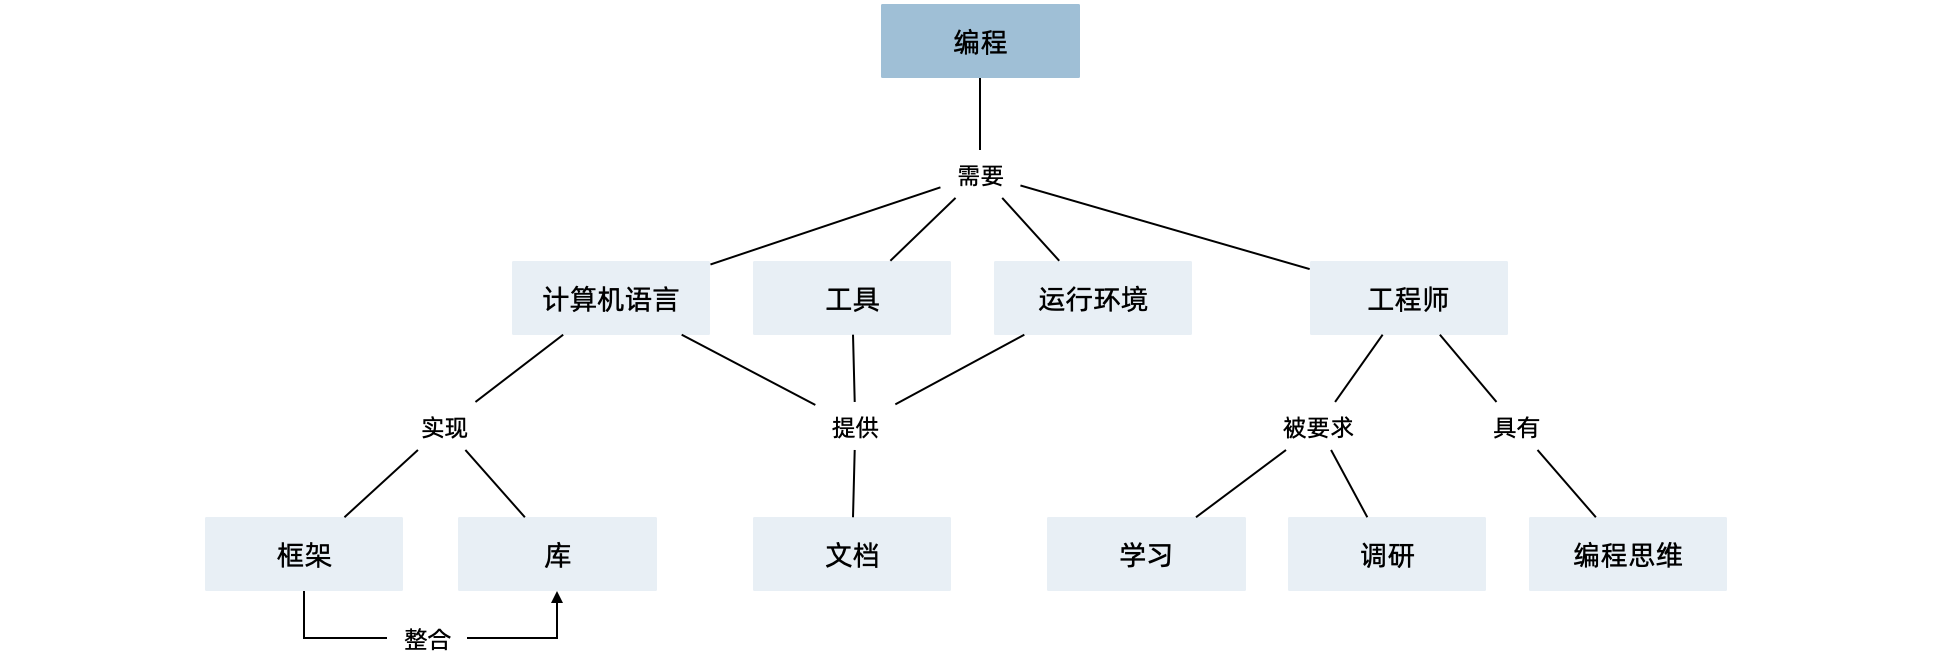 编程
需要
计算机语言
工具
运行环境
工程师
实现
提供
被要求
具有
框架
库
文档
学习
调研
编程思维
整合